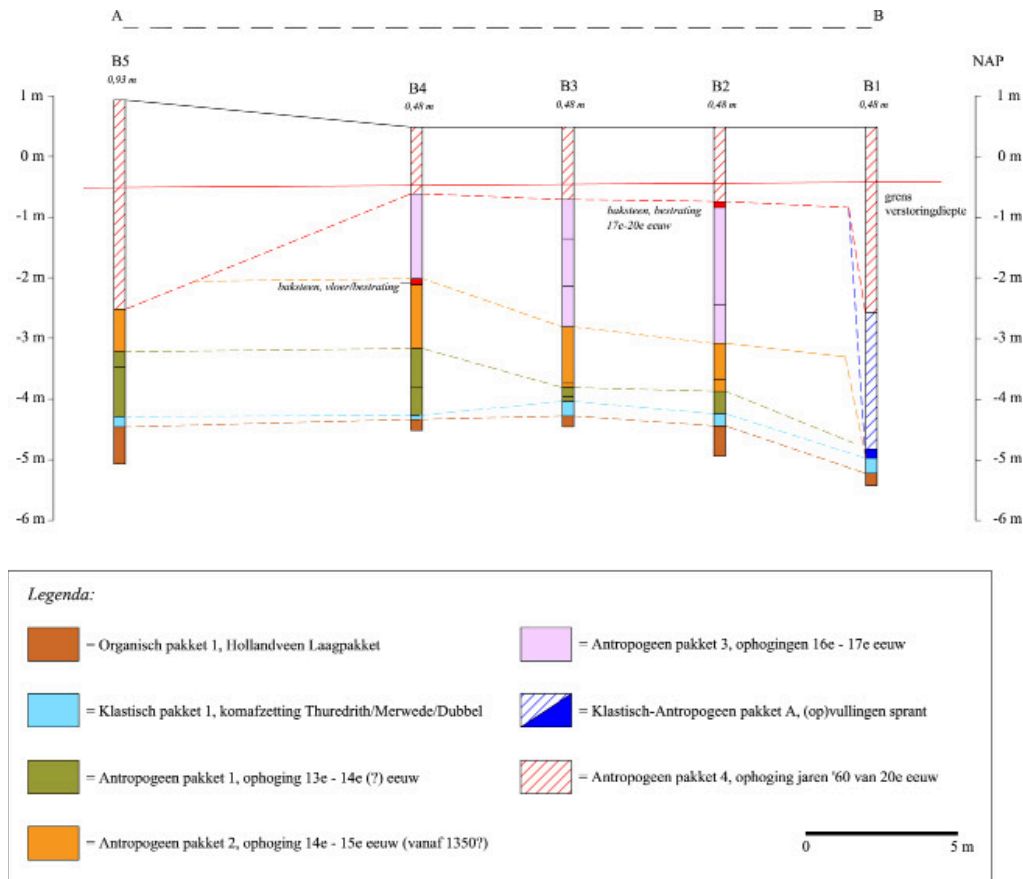 A B
B5 NAP
0,93 m
B4 B3 B2 B1
0,48 m 0,48 m 0,48 m 0,48 m
1 m 1 m
0 m 0 m
grens
verstoringdiepte
-1 m -1 m
baksteen, bestrating
17e-20e eeuw
-2 m -2 m
baksteen, vloer/bestrating
-3 m -3 m
-4 m -4 m
-5 m -5 m
-6 m -6 m
Legenda:
= Organisch pakket 1, Hollandveen Laagpakket
= Klastisch pakket 1, komafzetting Thuredrith/Merwede/Dubbel
= Antropogeen pakket 1, ophoging 13e - 14e (?) eeuw
= Antropogeen pakket 2, ophoging 14e - 15e eeuw (vanaf 1350?)
= Antropogeen pakket 3, ophogingen 16e - 17e eeuw
= Klastisch-Antropogeen pakket A, (op)vullingen sprant
= Antropogeen pakket 4, ophoging jaren '60 van 20e eeuw
0 5 m